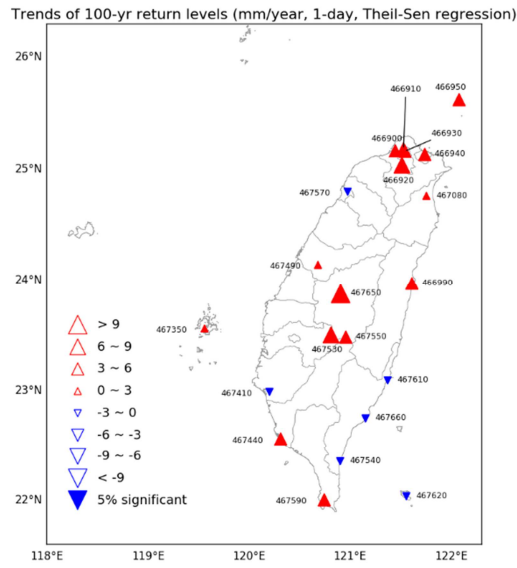 Trends of 100-yr return levels (mm/year, 1-day, Theil-Sen regression)
26°N
466910
466950
466900
466930
25°N
466940
466920
467570
467080
467490
24°N
466990
467650
> 9
467350
6 ~ 9
467550
467530
3 ~ 6
0 ~ 3
467610
23°N
467410
-3 ~ 0
467660
-6 ~ -3
467440
-9 ~ -6
467540
< -9
22°N
5% significant
467590
467620
118°E
119°E
120°E
121°E
122°E